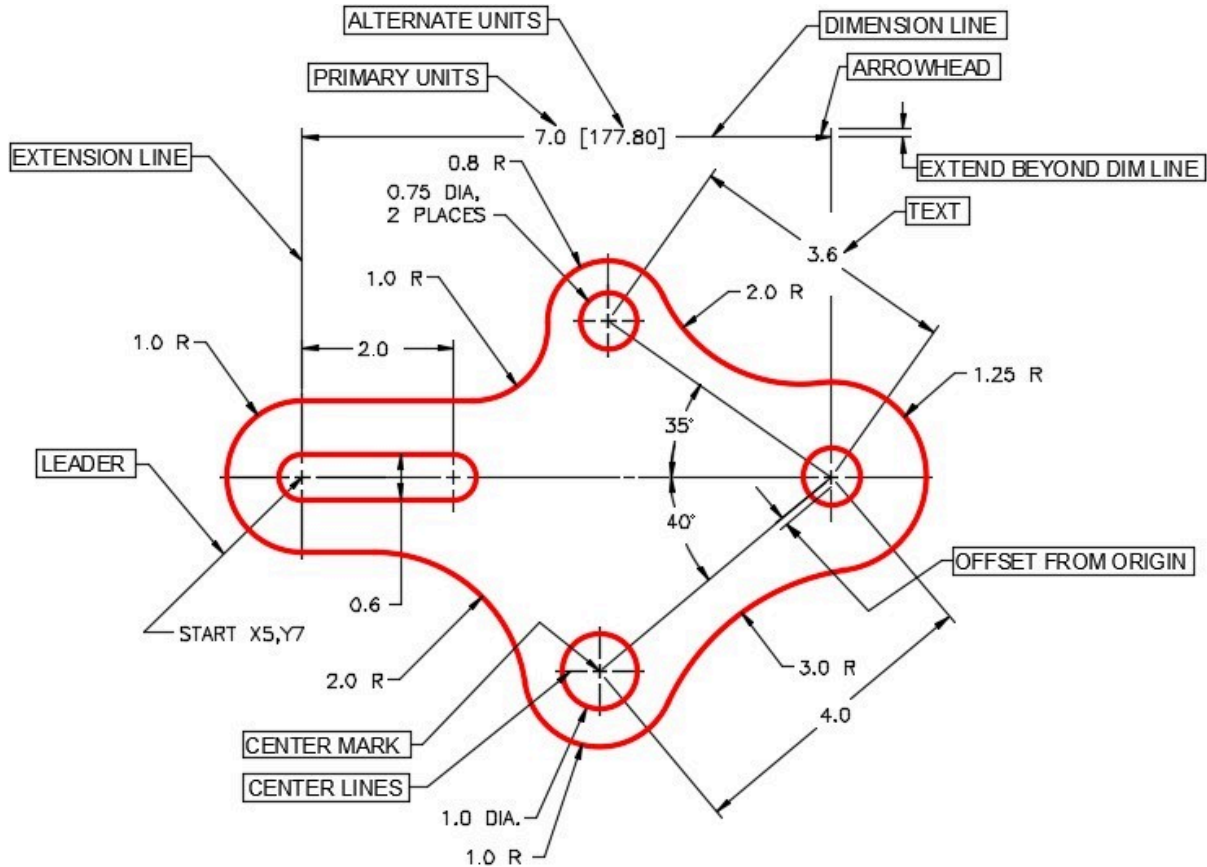 ALTERNATE UNITS
DIMENSION LINE
PRIMARY UNITS
ARROWHEAD
7.0 [177.80]
EXTENSION LINE
0.8 R
EXTEND BEYOND DIM LINE
0.75 DIA,
2 PLACES
TEXT
3.6
1.0 R
2.0 R
1.0 R
2.0
1.25 R
35°
LEADER
40°
OFFSET FROM ORIGIN
0.6
START X5,Y7
2.0 R
3.0 R
4.0
CENTER MARK
CENTER LINES
1.0 DIA.
1.0 R